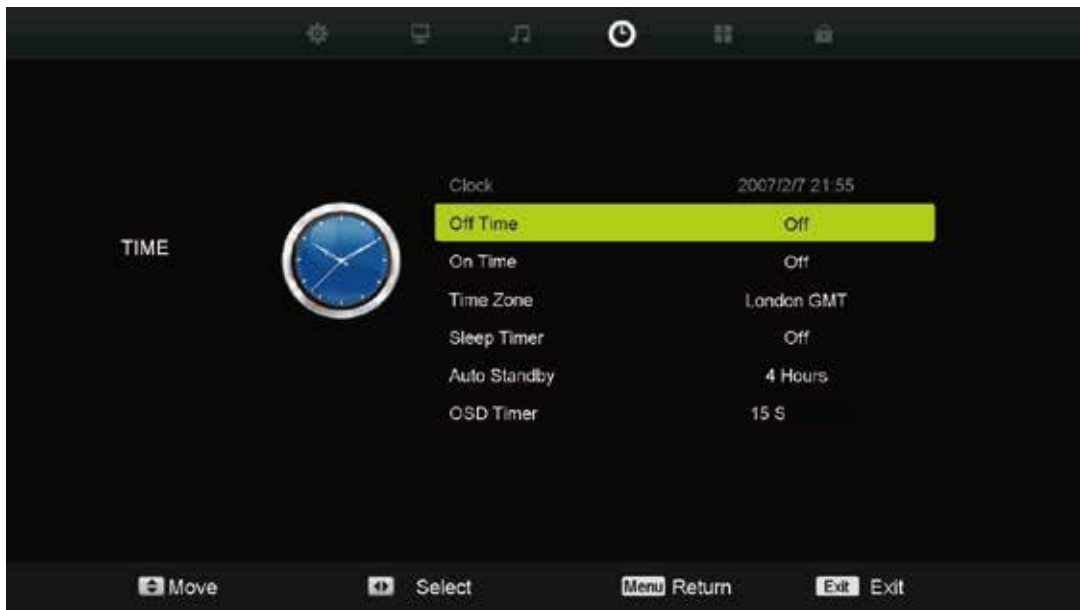 Clock 2007/2/7 21:55
Off Time Off
TIME
On Time Off
Time Zone London GMT
Sleep Timer Off
Auto Standby 4 Hours
OSD Timer 15 S
Move Select Menu Return Exit Exit